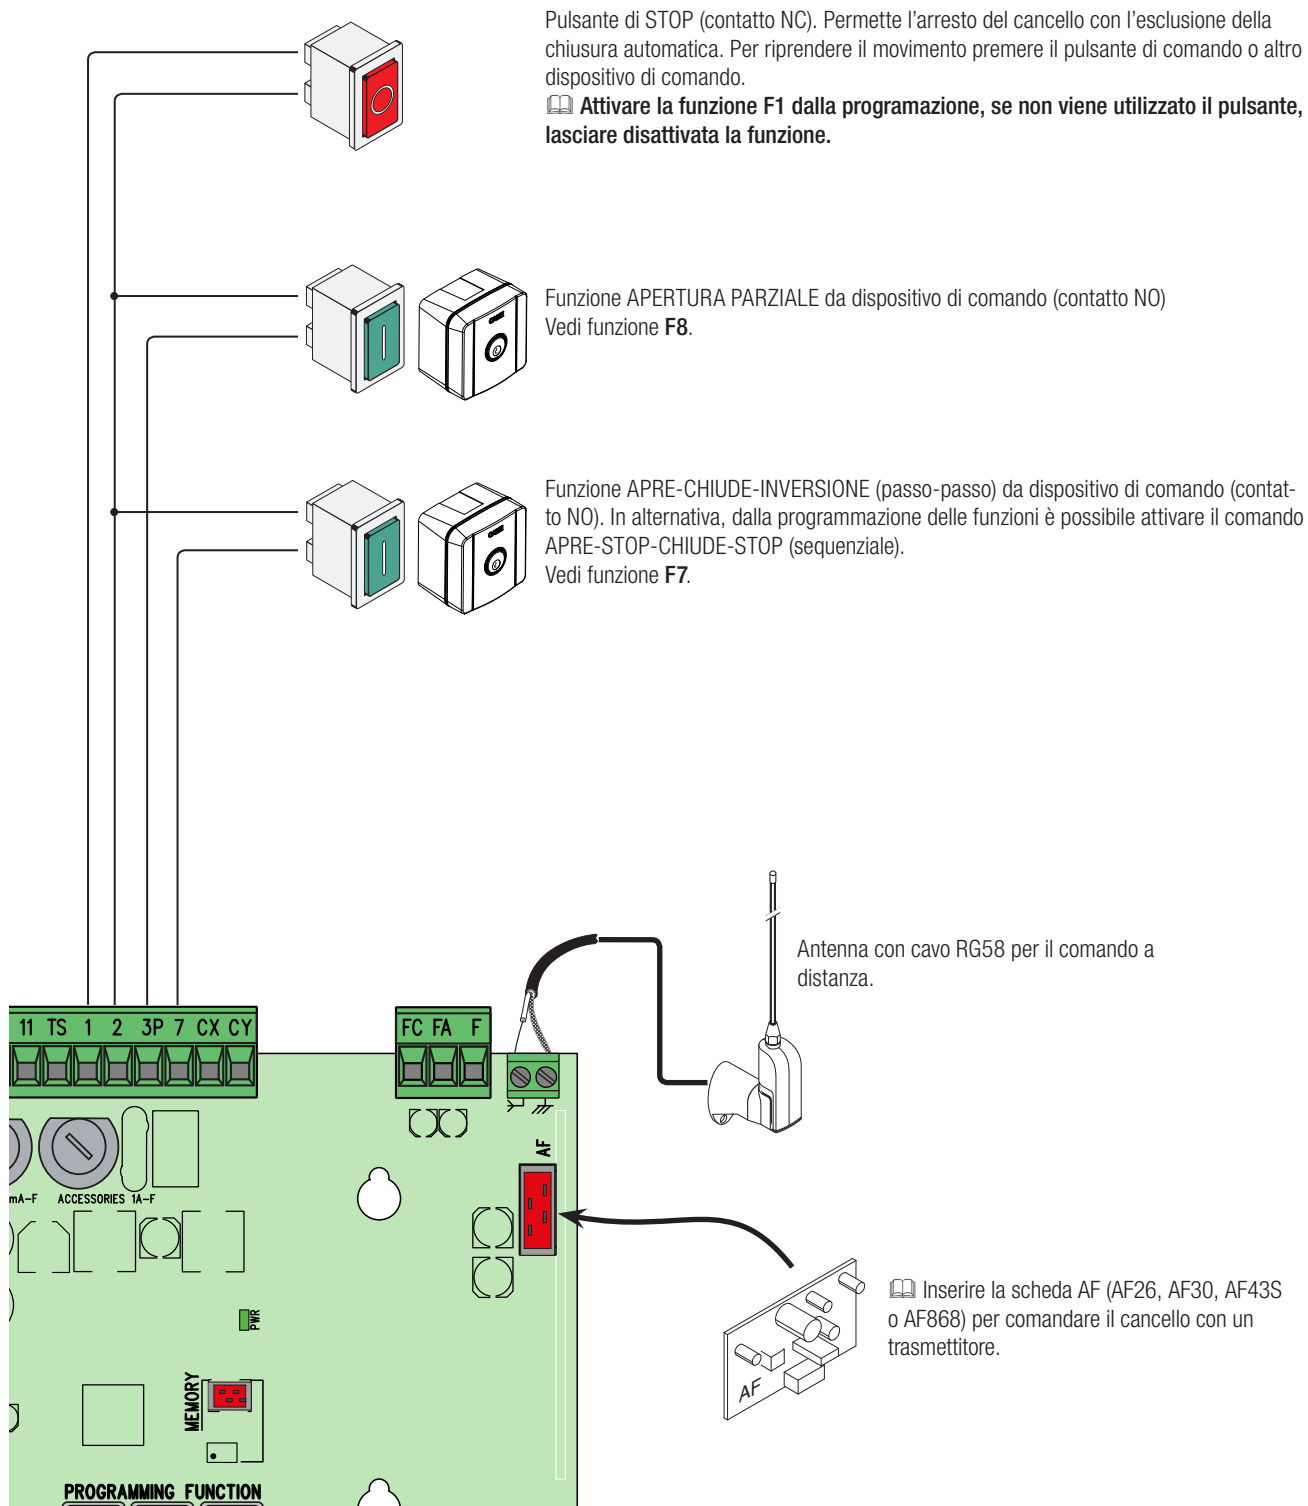 Pulsante di STOP (contatto NC). Permette l'arresto del cancello con l'esclusione della
chiusura automatica. Per riprendere il movimento premere il pulsante di comando o altro
dispositivo di comando.
Attivare la funzione F1 dalla programazione, se non viene utilizzato il pulsante,
lasciare disattivata la funzione.
Funzione APERTURA PARZIALE da dispositivo di comando (contatto NO)
Vedi funzione F8.
Funzione APRE-CHIUDE-INVERSIONE (passo-passo) da dispositivo di comando (contat-
to NO). In alternativa, dalla programmazione delle funzioni è possibile attivare il comando
APRE-STOP-CHIUDE-STOP (sequenziale).
Vedi funzione F7.
Antenna con cavo RG58 per il comando a
distanza.
11 TS 1 2 3P 7 CX CY
FC FA F
AF
mA-F ACCESSORIES 1A-F
PWR
MEMORY
AF
Inserire la scheda AF (AF26, AF30, AF43S
o AF868) per comandare il cancello con un
trasmettitore.
PROGRAMMING FUNCTION